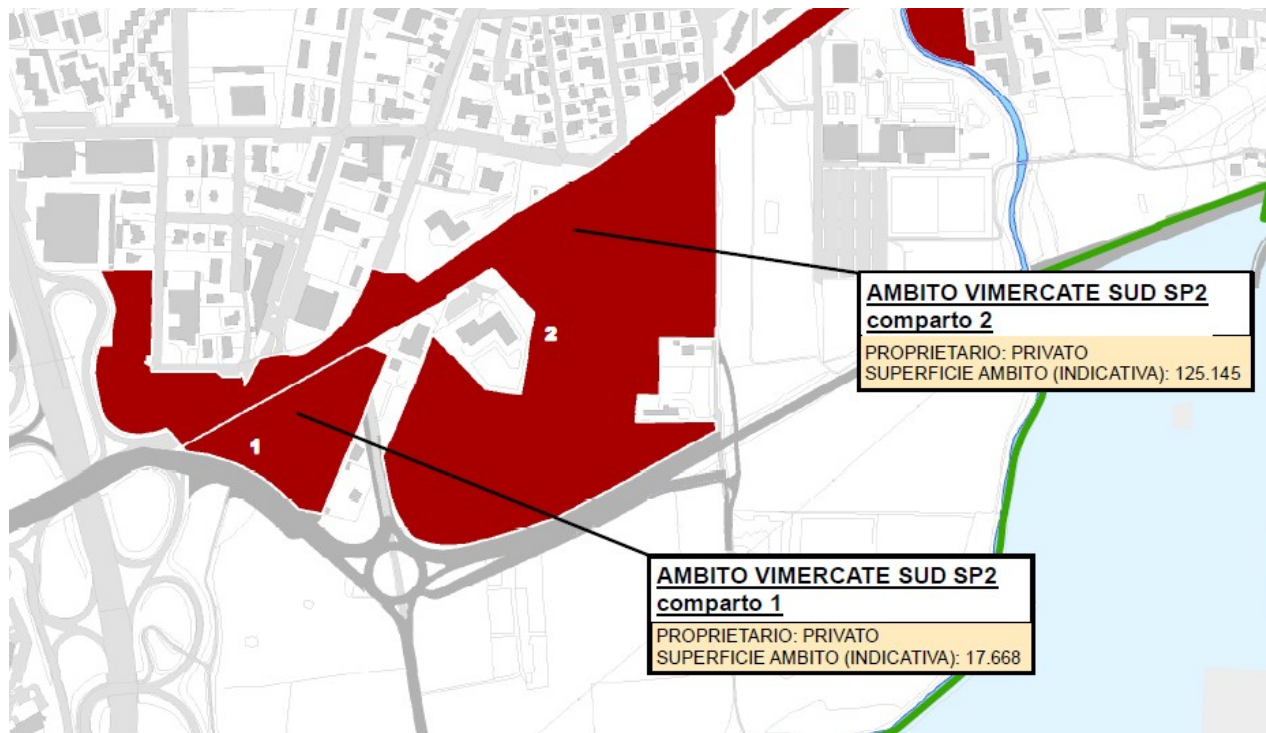 AMBITO VIMERCATE SUD SP2
comparto 2
PROPRIETARIO: PRIVATO
SUPERFICIE AMBITO (INDICATIVA): 125.145
2
1
AMBITO VIMERCATE SUD SP2
comparto 1
PROPRIETARIO: PRIVATO
SUPERFICIE AMBITO (INDICATIVA): 17.668